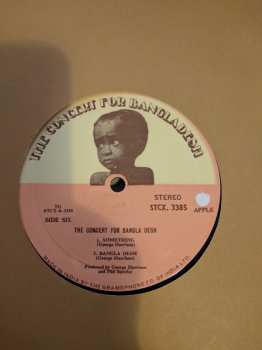 THE CONCERT FOR BANGLADESH
STEREO
STCX. 3385
APPLE
SIDE SIX
THE CONCERT FOR BANGLA DESH
1. SOMETHING
(George Harrison)
2. BANGLA DESH
(George Harrison)
Produced by George Harrison
and Phil Spector
MADE IN INDIA BY THE GRAMOPHONE CO. OF INDIA LTD.